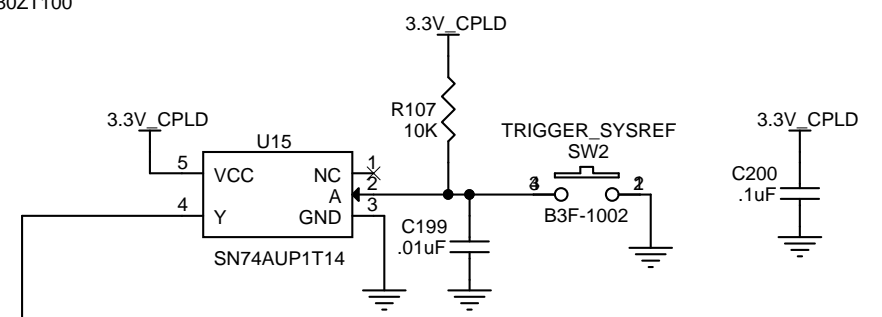 3.3V_CPLD
R107
10K
3.3V_CPLD
TRIGGER_SYSREF
SW2
B3F-1002
3.3V_CPLD
U15
5 VCC NC 1
A 2
4 Y GND 3
SN74AUP1T14
C199
.01uF
C200
.1uF